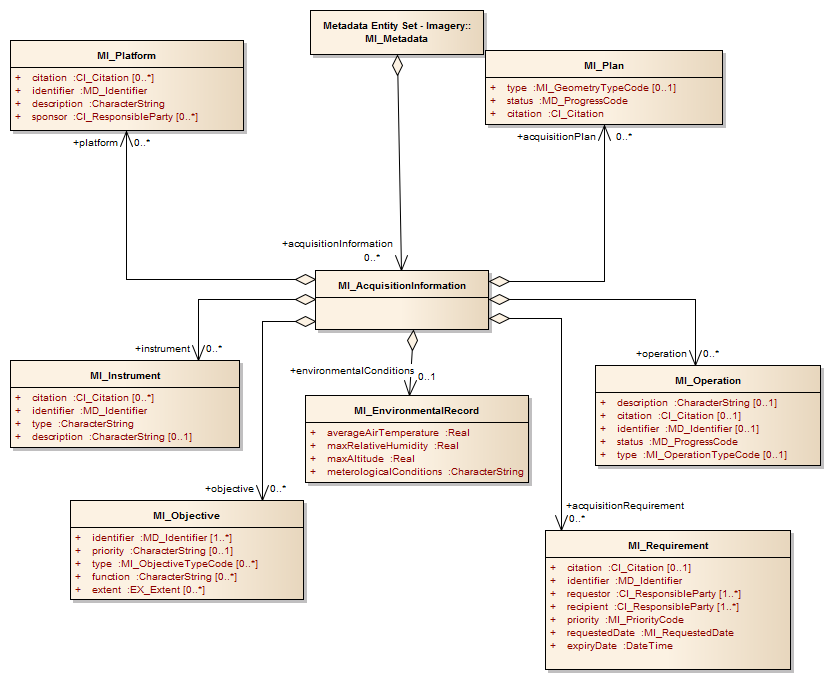 Metadata Entity Set - Imagery::
MI_Metadata
MI_Platform
+ citation :CI_Citation [0..*]
+ identifier :MD_Identifier
+ description :CharacterString
+ sponsor :CI_ResponsibleParty [0..*]
MI_Plan
+ type :MI_GeometryTypeCode [0..1]
+ status :MD_ProgressCode
+ citation :CI_Citation
+platform 0..*
+acquisitionPlan 0..*
+acquisitionInformation
0..*
MI_AcquisitionInformation
+instrument 0..*
+environmentalConditions
0..1
+operation 0..*
MI_Instrument
+ citation :CI_Citation [0..*]
+ identifier :MD_Identifier
+ type :CharacterString
+ description :CharacterString [0..1]
MI_EnvironmentalRecord
+ averageAirTemperature :Real
+ maxRelativeHumidity :Real
+ maxAltitude :Real
+ meterologicalConditions :CharacterString
MI_Operation
+ description :CharacterString [0..1]
+ citation :CI_Citation [0..1]
+ identifier :MD_Identifier [0..1]
+ status :MD_ProgressCode
+ type :MI_OperationTypeCode [0..1]
+objective 0..*
+acquisitionRequirement
0..*
MI_Objective
+ identifier :MD_Identifier [1..*]
+ priority :CharacterString [0..1]
+ type :MI_ObjectiveTypeCode [0..*]
+ function :CharacterString [0..*]
+ extent :EX_Extent [0..*]
MI_Requirement
+ citation :CI_Citation [0..1]
+ identifier :MD_Identifier
+ requestor :CI_ResponsibleParty [1..*]
+ recipient :CI_ResponsibleParty [1..*]
+ priority :MI_PriorityCode
+ requestedDate :MI_RequestedDate
+ expiryDate :DateTime